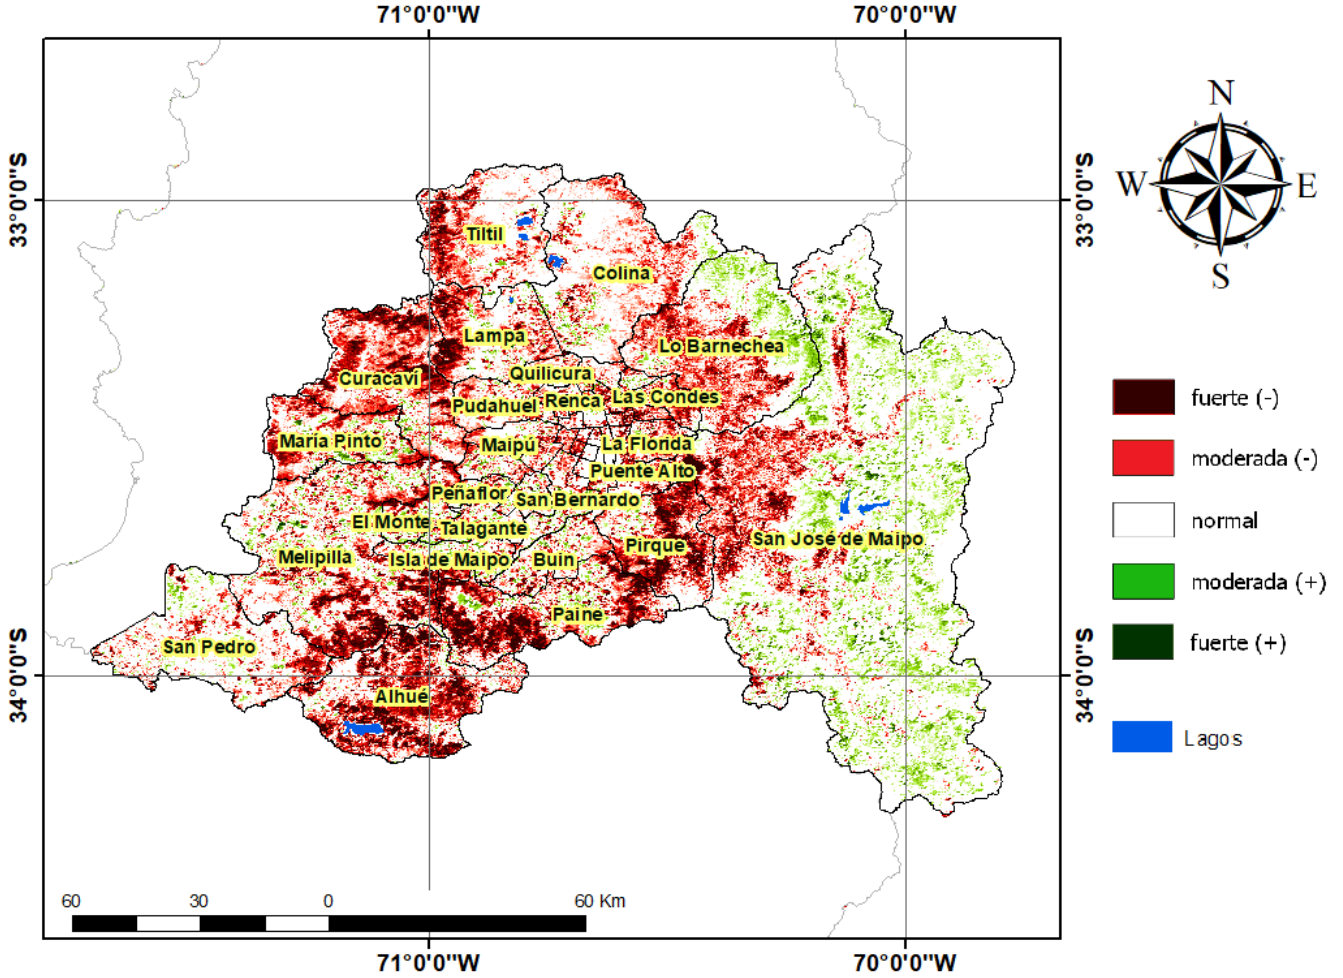 71°0'0"W
70°0'0"W
N
W
E
S
33°0'0"S
33°0'0"S
Tiltil
Colina
Lampa
Lo Barnechea
Quilicura
Curacaví
Pudahuel
Renca
Las Condes
María Pinto
Maipú
La Florida
Puente Alto
Peñaflor
San Bernardo
El Monte
Talagante
San José de Maipo
Pirque
Melipilla
Isla de Maipo
Buin
Paine
San Pedro
Alhué
34°0'0"S
34°0'0"S
fuerte (-)
moderada (-)
normal
moderada (+)
fuerte (+)
Lagos
60
30
0
60 Km
71°0'0"W
70°0'0"W